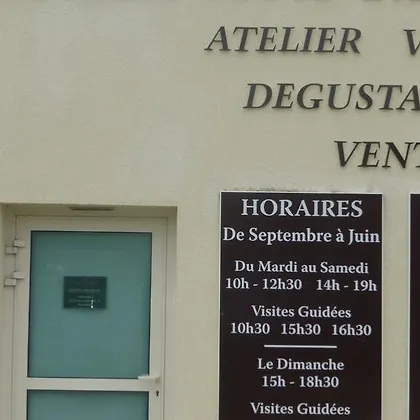 ATELIER V
DEGUSTA
VENT
HORAIRES
De Septembre à Juin
Du Mardi au Samedi
10h - 12h30 14h - 19h
Visites Guidées
10h30 15h30 16h30
Le Dimanche
15h - 18h30
Visites Guidées